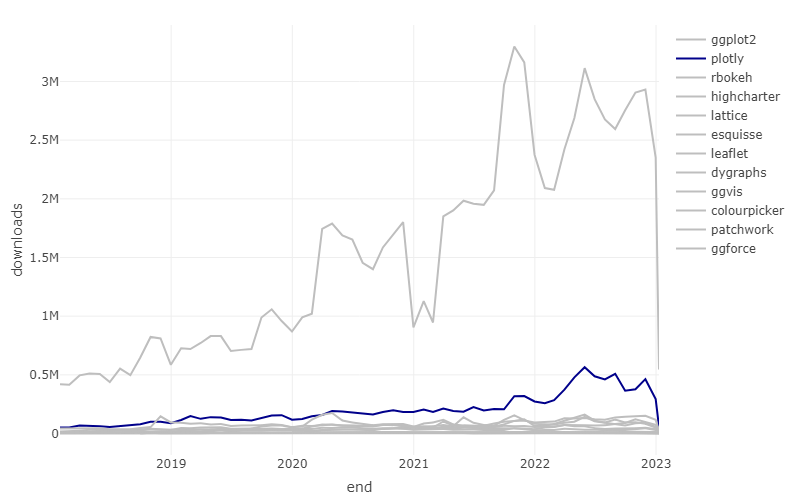 3M
2.5M
2M
1.5M
1M
0.5M
0
downloads
2019
2020
2021
2022
2023
end
ggplot2
plotly
rbokeh
highcharter
lattice
esquisse
leaflet
dygraphs
ggvis
colourpicker
patchwork
ggforce